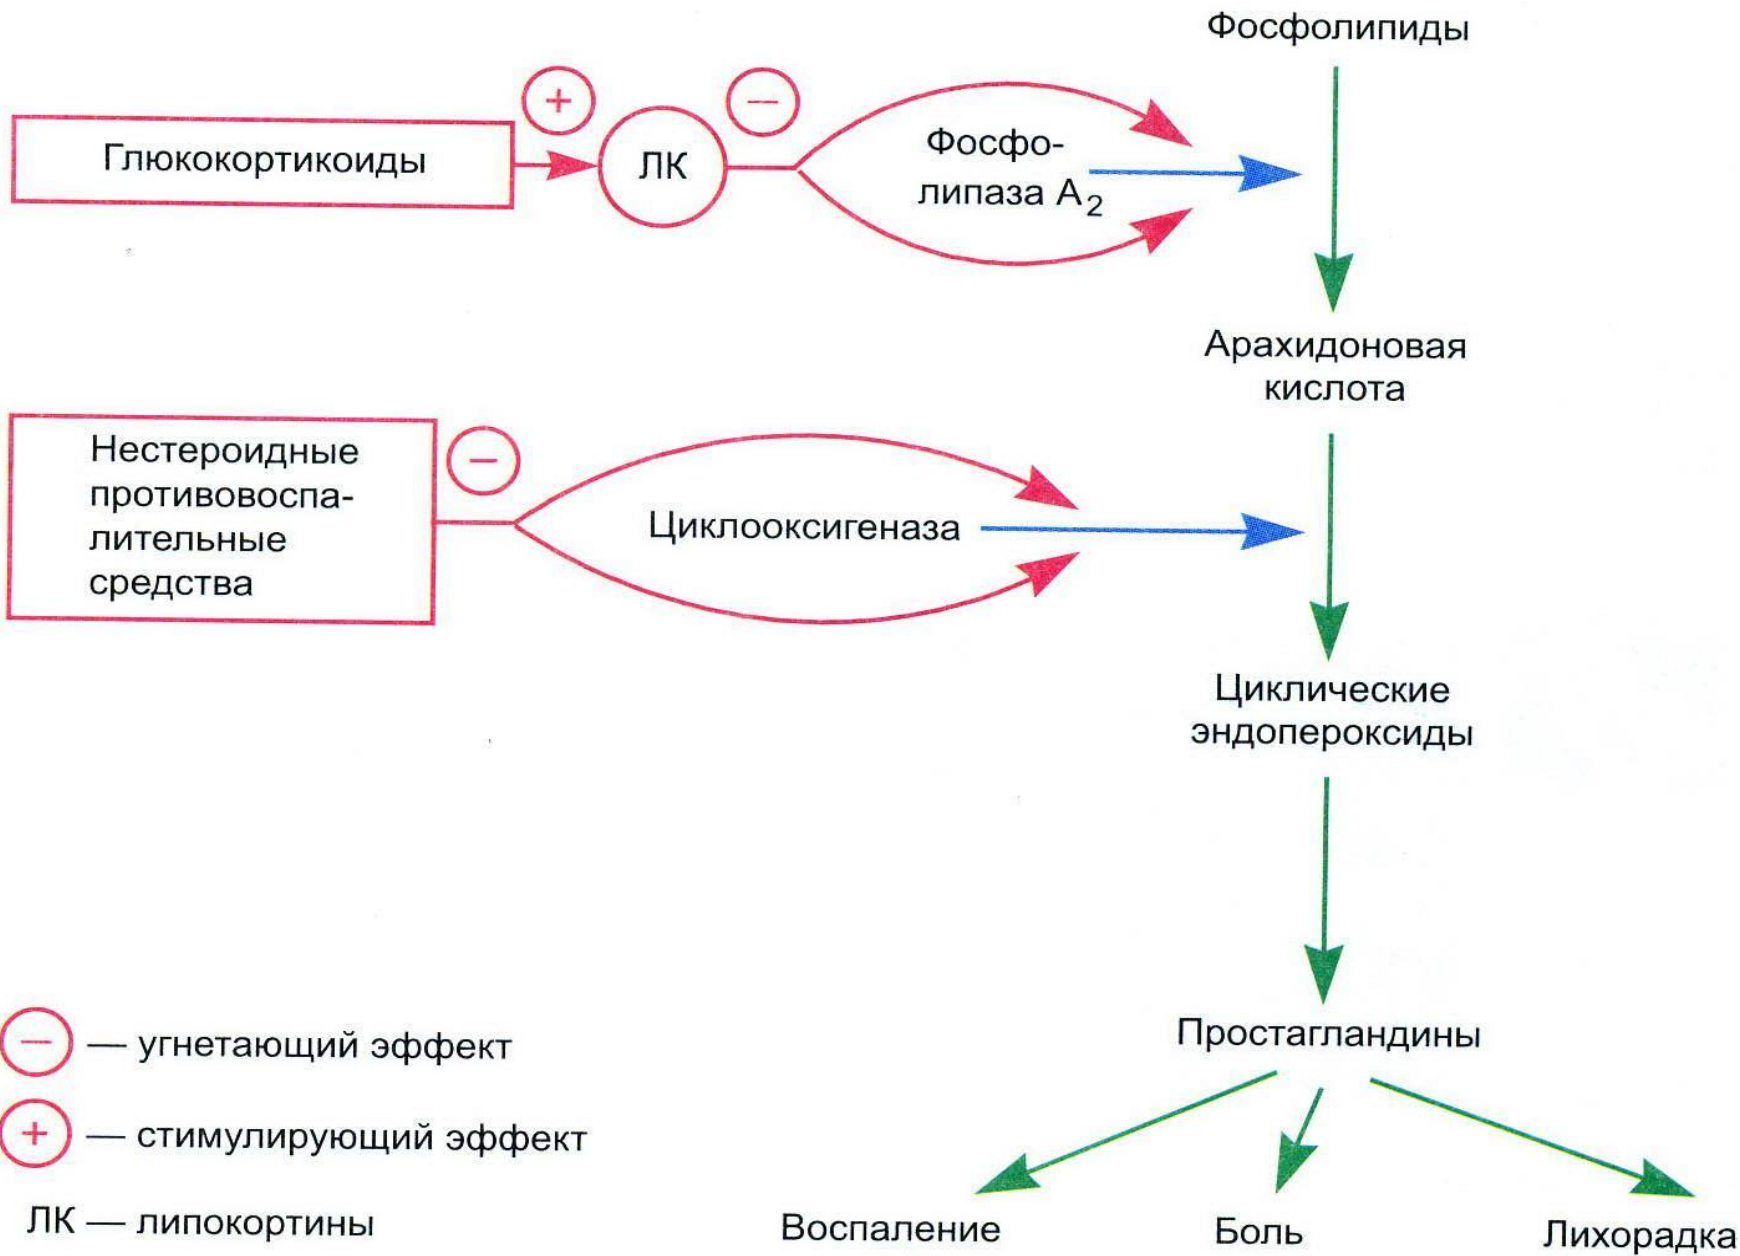 Фосфолипиды
+
—
Глюкокортикоиды
ЛК
Фосфо-
липаза А2
Арахидоновая
кислота
Нестероидные
противовоспа-
лительные
средства
−
Циклооксигеназа
Циклические
эндопероксиды
Простагландины
− — угнетающий эффект
+ — стимулирующий эффект
ЛК — липокортины
Воспаление
Боль
Лихорадка